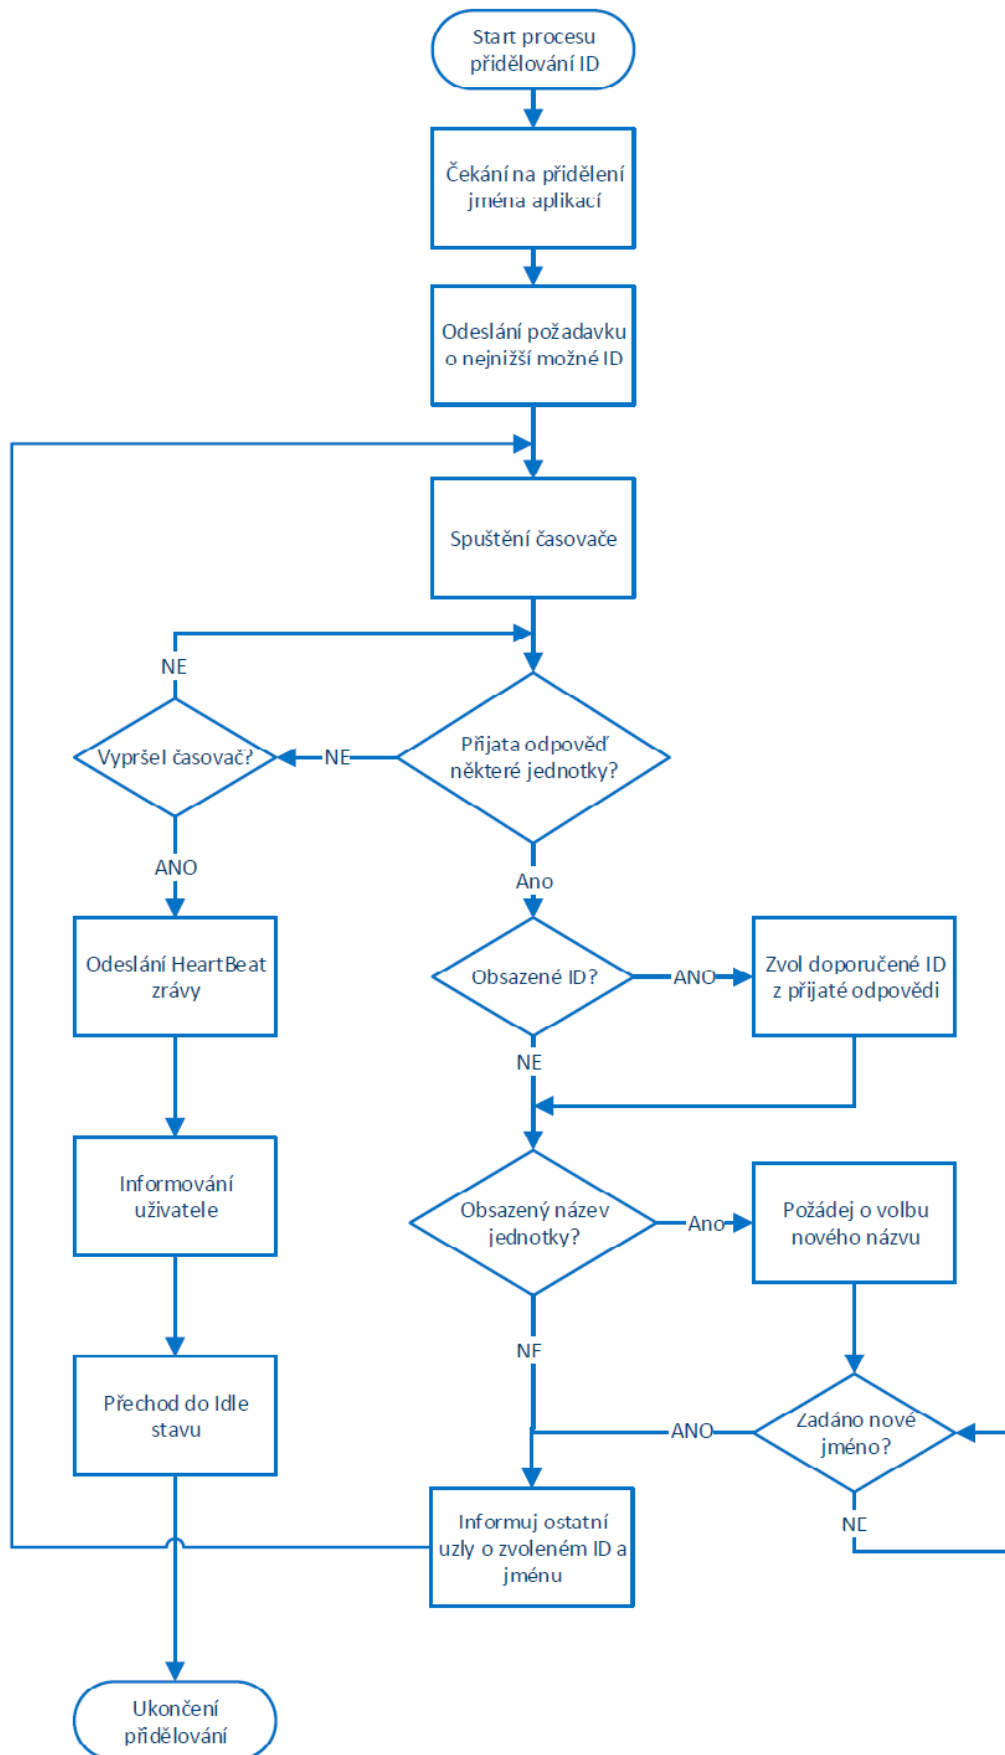 Start procesu
přidělování ID
Čekání na přidělení
jména aplikací
Odeslání požadavku
o nejnižší možné ID
Spuštění časovače
NE
Vypršel časovač?
NE
Přijata odpověď
některé jednotky?
ANO
Ano
Odeslání HeartBeat
zrávy
Obsazené ID?
ANO
Zvol doporučené ID
z přijaté odpovědi
NE
Informování
uživatele
Obsazený název
jednotky?
Ano
Požádej o volbu
nového názvu
NE
Přechod do Idle
stavu
ANO
Zadáno nové
jméno?
NE
Informuj ostatní
uzly o zvoleném ID a
jménu
Ukončení
přidělování